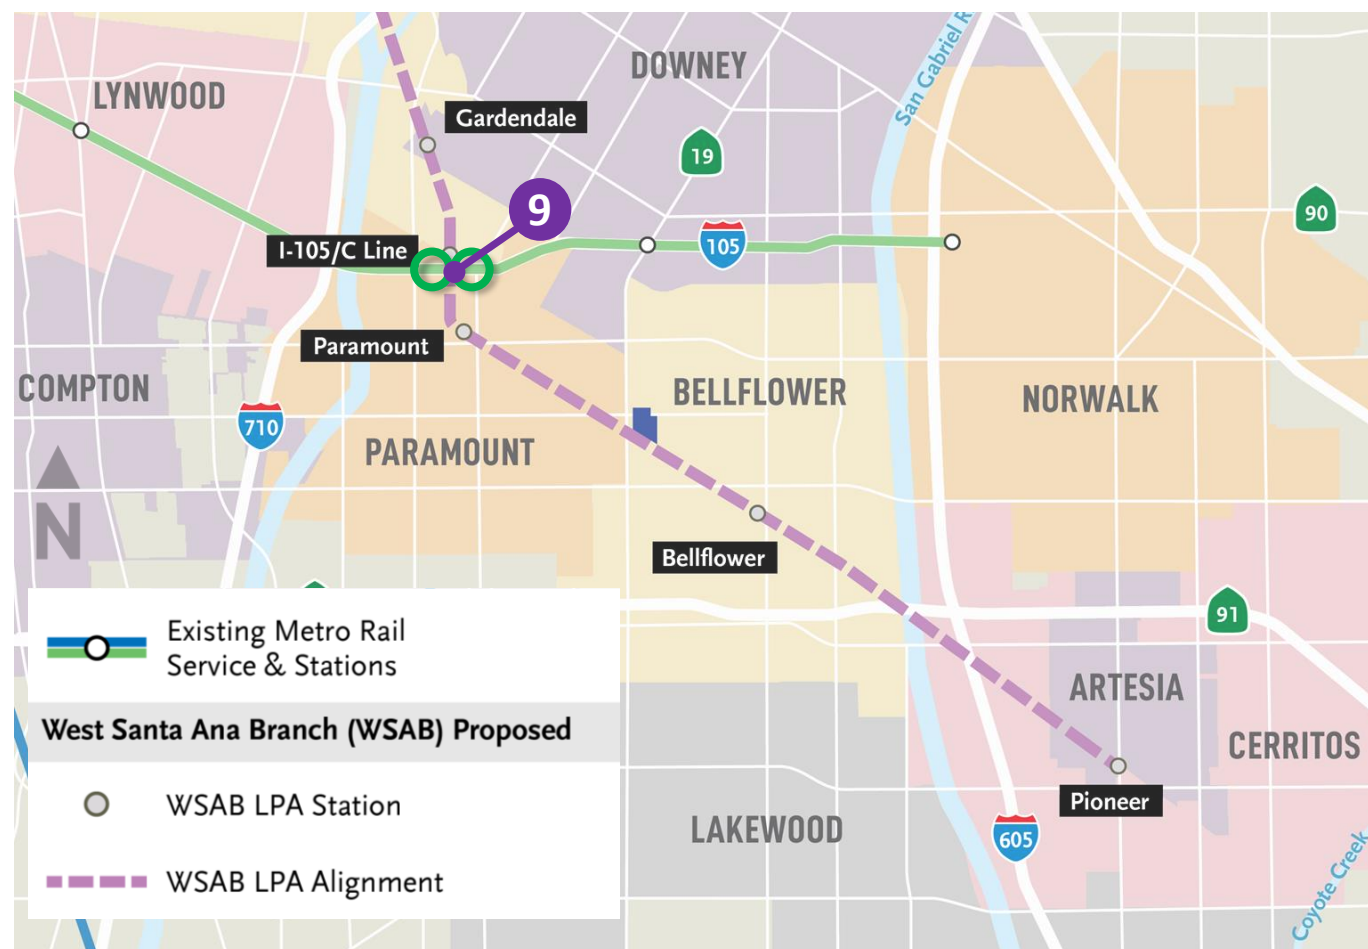 DOWNEY
San Gabriel R
LYNWOOD
Gardendale
19
9
90
I-105/C Line
105
Paramount
COMPTON
BELLFLOWER
NORWALK
710
PARAMOUNT
N
Bellflower
91
Existing Metro Rail
Service & Stations
West Santa Ana Branch (WSAB) Proposed
WSAB LPA Station
WSAB LPA Alignment
ARTESIA
CERRITOS
Pioneer
LAKEWOOD
605
Coyote Creek